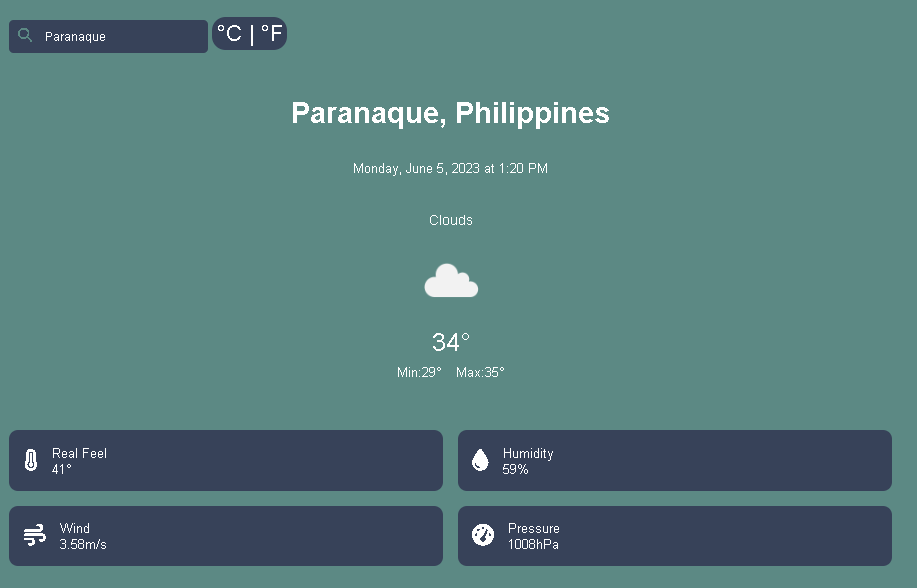 Paranaque
°C | °F
Paranaque, Philippines
Monday, June 5, 2023 at 1:20 PM
Clouds
34°
Min:29° Max:35°
Real Feel
41°
Humidity
59%
Wind
3.58m/s
Pressure
1008hPa